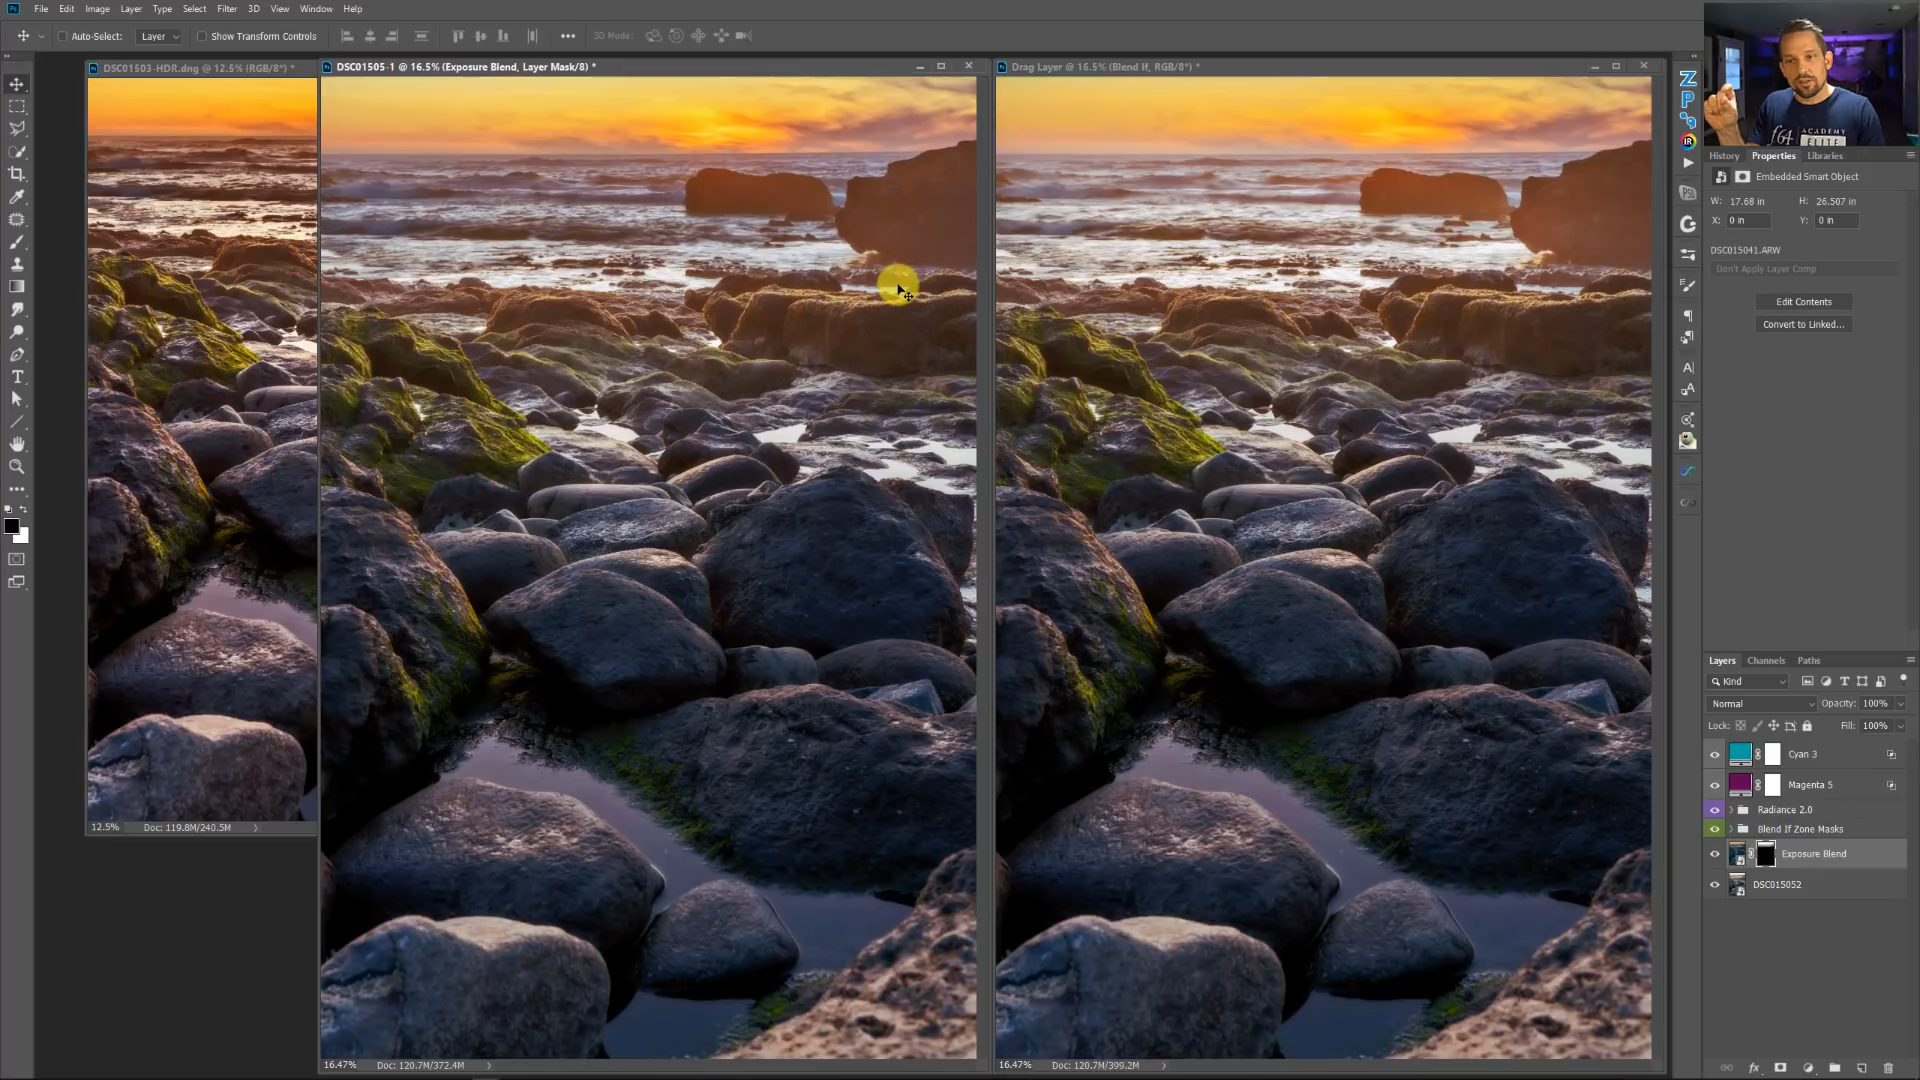 Ps File Edit Image Layer Type Select Filter 3D View Window Help
Auto-Select: Layer Show Transform Controls 3D Mode:
DSC01503-HDR.dng @ 12.5% (RGB/8*) *
DSC01505-1 @ 16.5% (Exposure Blend, Layer Mask/8) *
Drag Layer @ 16.5% (Blend If, RGB/8*) *
12.5% Doc: 119.8M/240.5M
16.47% Doc: 120.7M/372.4M
16.47% Doc: 120.7M/399.2M
f64 ACADEMY
ELITE
History Properties Libraries
Embedded Smart Object
W: 17.68 in H: 26.507 in
X: 0 in Y: 0 in
DSC015041.ARW
Don't Apply Layer Comp
Edit Contents
Convert to Linked...
Layers Channels Paths
Kind
Normal Opacity: 100%
Lock: Fill: 100%
Cyan 3
Magenta 5
Radiance 2.0
Blend If Zone Masks
Exposure Blend
DSC015052